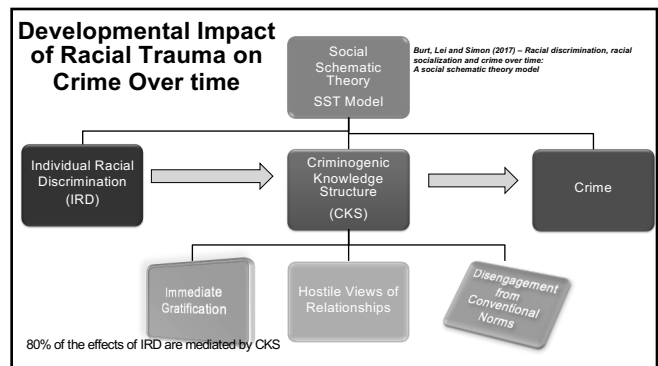 Developmental Impact
of Racial Trauma on
Crime Over time
Social
Schematic
Theory
SST Model
Burt, Lei and Simon (2017) – Racial discrimination, racial
socialization and crime over time:
A social schematic theory model
Individual Racial
Discrimination
(IRD)
Criminogenic
Knowledge
Structure
(CKS)
Crime
Immediate
Gratification
Hostile Views of
Relationships
Disengagement
from
Conventional
Norms
80% of the effects of IRD are mediated by CKS